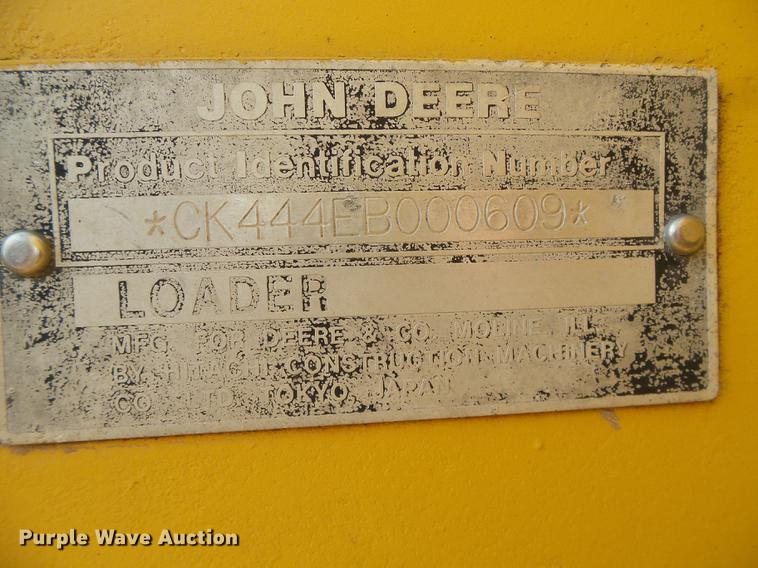 JOHN DEERE
Product Identification Number
*CK444EB000609*
LOADER
MFG. FOR DEERE & CO. MOLINE ILL.
BY HITACHI CONSTRUCTION MACHINERY
CO. LTD. TOKYO, JAPAN
Purple Wave Auction